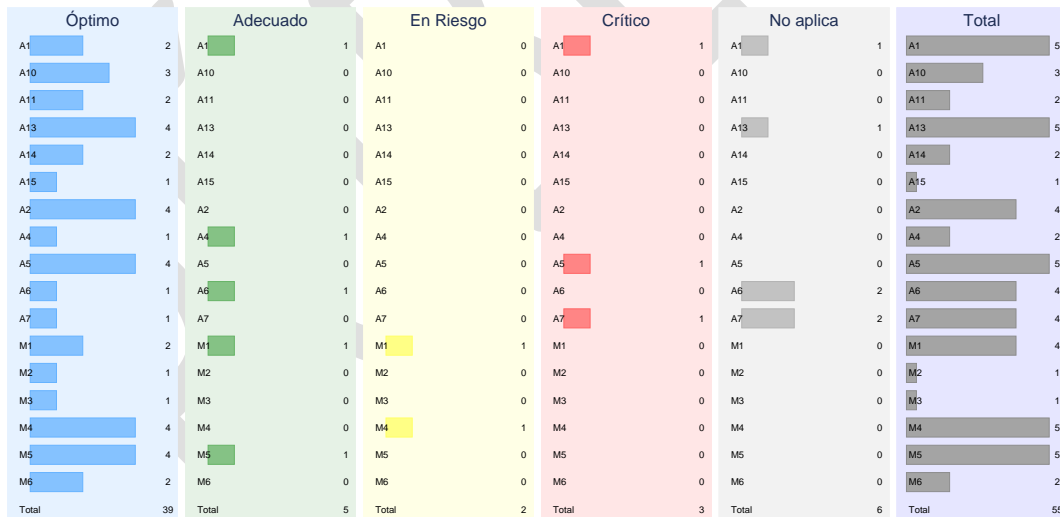 Óptimo Adecuado En Riesgo Crítico No aplica Total
A1 2 A1 1 A1 0 A1 1 A1 1 A1 5
A10 3 A10 0 A10 0 A10 0 A10 0 A10 3
A11 2 A11 0 A11 0 A11 0 A11 0 A11 2
A13 4 A13 0 A13 0 A13 0 A13 1 A13 5
A14 2 A14 0 A14 0 A14 0 A14 0 A14 2
A15 1 A15 0 A15 0 A15 0 A15 0 A15 1
A2 4 A2 0 A2 0 A2 0 A2 0 A2 4
A4 1 A4 1 A4 0 A4 0 A4 0 A4 2
A5 4 A5 0 A5 0 A5 1 A5 0 A5 5
A6 1 A6 1 A6 0 A6 0 A6 2 A6 4
A7 1 A7 0 A7 0 A7 1 A7 2 A7 4
M1 2 M1 1 M1 1 M1 0 M1 0 M1 4
M2 1 M2 0 M2 0 M2 0 M2 0 M2 1
M3 1 M3 0 M3 0 M3 0 M3 0 M3 1
M4 4 M4 0 M4 1 M4 0 M4 0 M4 5
M5 4 M5 1 M5 0 M5 0 M5 0 M5 5
M6 2 M6 0 M6 0 M6 0 M6 0 M6 2
Total 39 Total 5 Total 2 Total 3 Total 6 Total 55